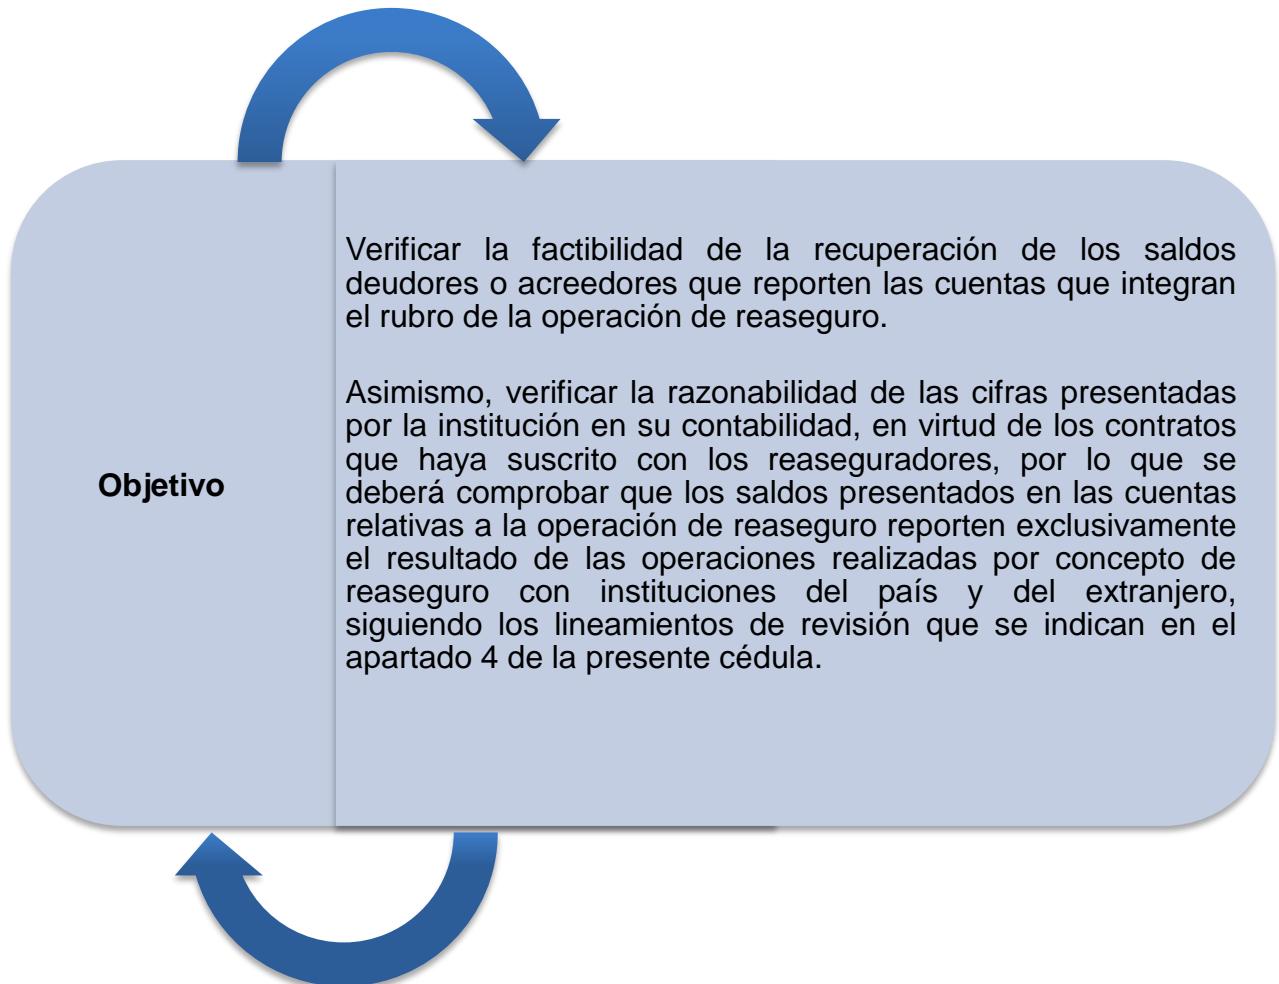 Objetivo
Verificar la factibilidad de la recuperación de los saldos
deudores o acreedores que reporten las cuentas que integran
el rubro de la operación de reaseguro.
Asimismo, verificar la razonabilidad de las cifras presentadas
por la institución en su contabilidad, en virtud de los contratos
que haya suscrito con los reaseguradores, por lo que se
deberá comprobar que los saldos presentados en las cuentas
relativas a la operación de reaseguro reporten exclusivamente
el resultado de las operaciones realizadas por concepto de
reaseguro con instituciones del país y del extranjero,
siguiendo los lineamientos de revisión que se indican en el
apartado 4 de la presente cédula.